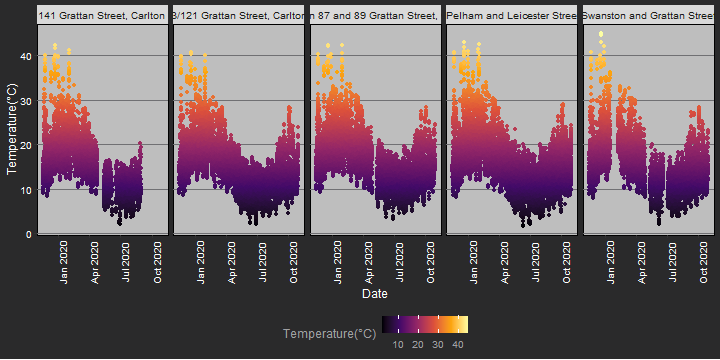 141 Grattan Street, Carlton
3/121 Grattan Street, Carlton
n 87 and 89 Grattan Street,
Pelham and Leicester Stree
Swanston and Grattan Street
Temperature(°C)
40
30
20
10
0
Jan 2020
Apr 2020
Jul 2020
Oct 2020
Jan 2020
Apr 2020
Jul 2020
Oct 2020
Jan 2020
Apr 2020
Jul 2020
Oct 2020
Jan 2020
Apr 2020
Jul 2020
Oct 2020
Jan 2020
Apr 2020
Jul 2020
Oct 2020
Date
Temperature(°C)
10 20 30 40